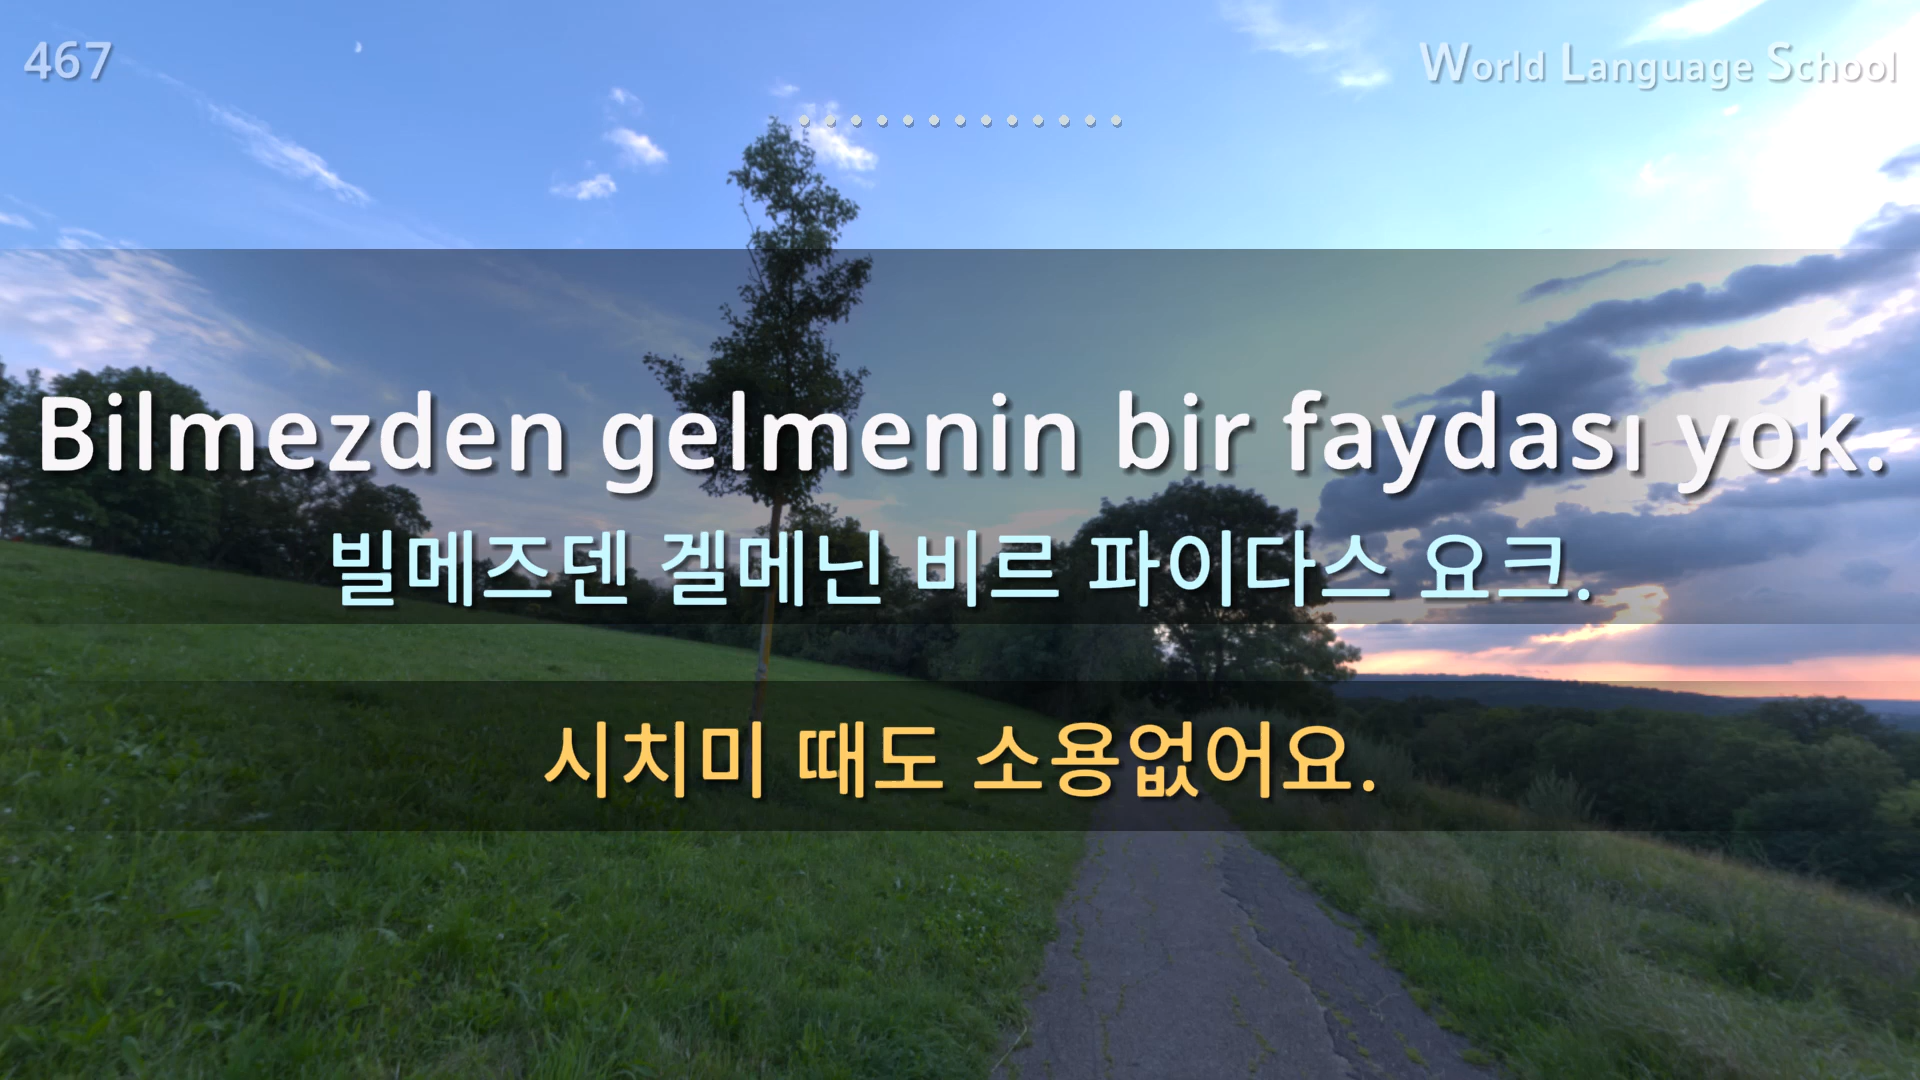 467
World Language School
Bilmezden gelmenin bir faydası yok.
빌메즈덴 겔메닌 비르 파이다스 요크.
시치미 때도 소용없어요.